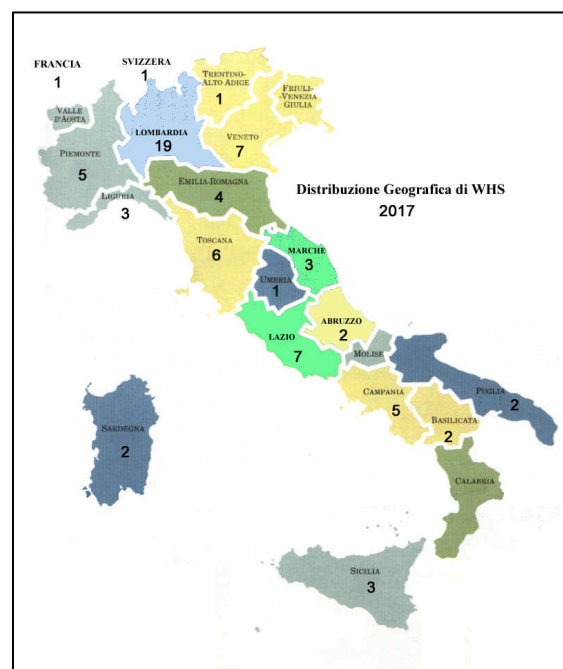 FRANCIA
1
SVIZZERA
1
TRENTINO-
ALTO ADIGE
1
FRIULI-
VENEZIA
GIULIA
VALLE
D'AOSTA
LOMBARDIA
19
VENETO
7
PIEMONTE
5
EMILIA-ROMAGNA
4
LIGURIA
3
Distribuzione Geografica di WHS
2017
TOSCANA
6
MARCHE
3
UMBRIA
1
ABRUZZO
2
LAZIO
7
MOLISE
CAMPANIA
5
PUGLIA
2
BASILICATA
2
SARDEGNA
2
CALABRIA
SICILIA
3